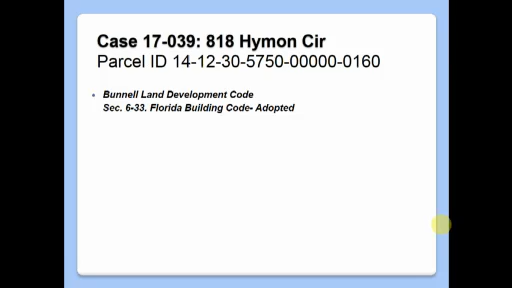 Case 17-039: 818 Hymon Cir
Parcel ID 14-12-30-5750-00000-0160
• Bunnell Land Development Code
Sec. 6-33. Florida Building Code- Adopted